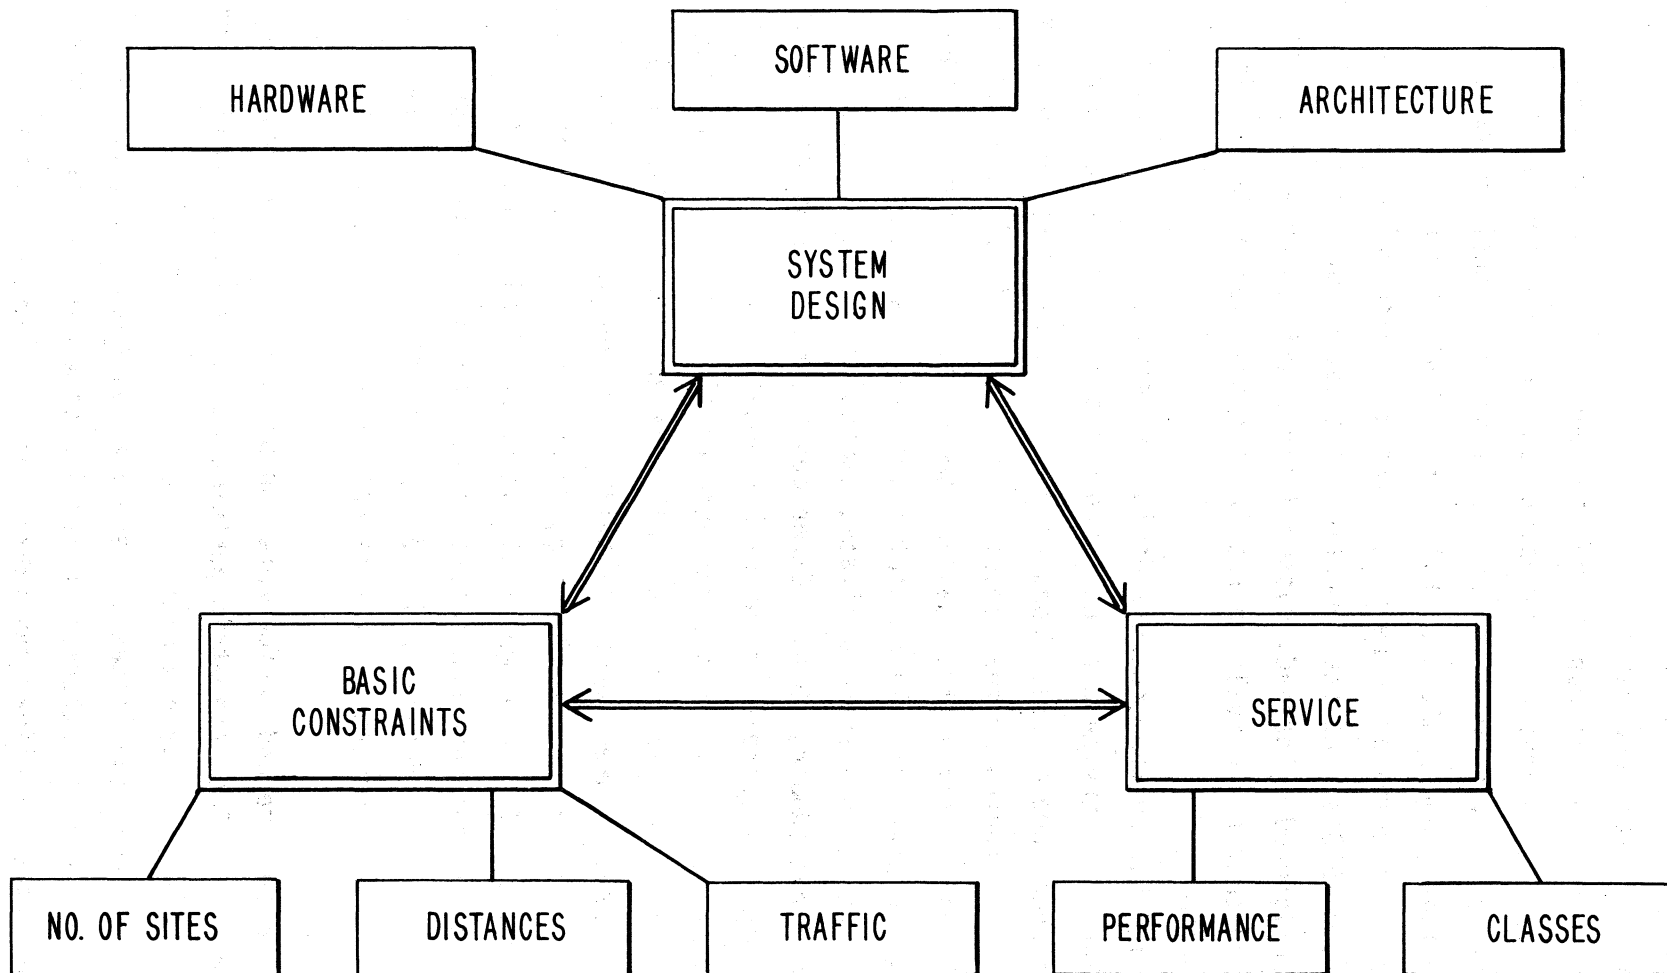 SOFTWARE
HARDWARE
ARCHITECTURE
SYSTEM
DESIGN
BASIC
CONSTRAINTS
SERVICE
NO. OF SITES
DISTANCES
TRAFFIC
PERFORMANCE
CLASSES